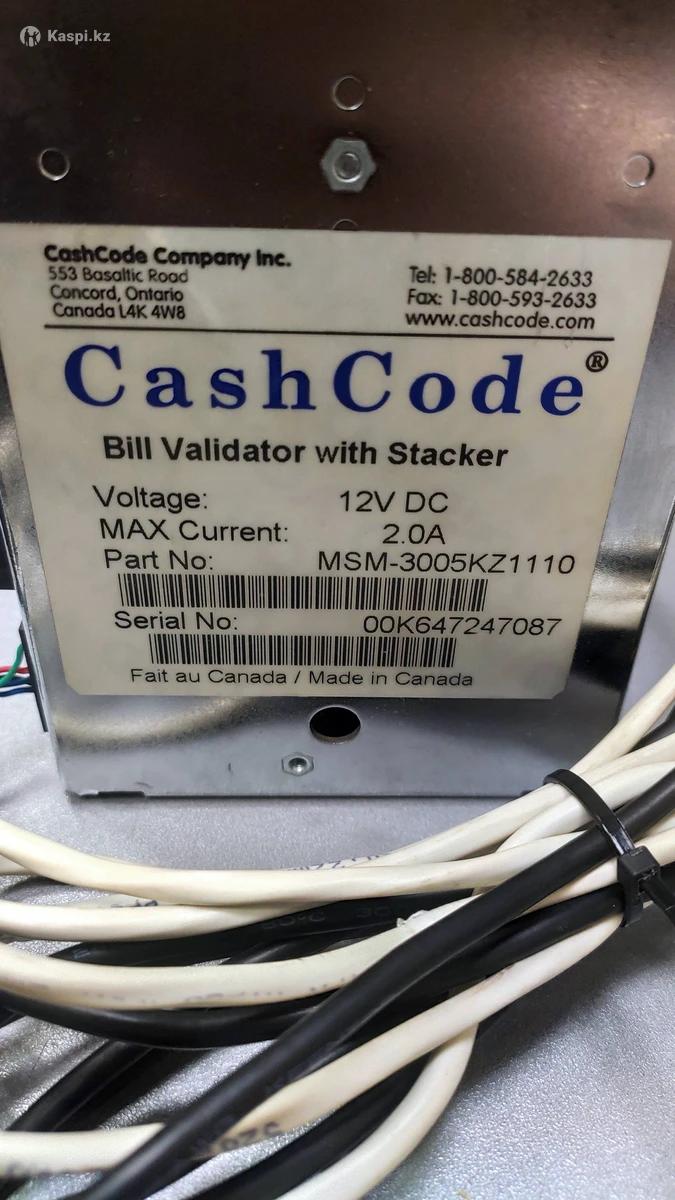 Kaspi.kz
CashCode Company Inc.
553 Basaltic Road
Concord, Ontario
Canada L4K 4W8
Tel: 1-800-584-2633
Fax: 1-800-593-2633
www.cashcode.com
CashCode®
Bill Validator with Stacker
Voltage: 12V DC
MAX Current: 2.0A
Part No: MSM-3005KZ1110
Serial No: 00K647247087
Fait au Canada / Made in Canada